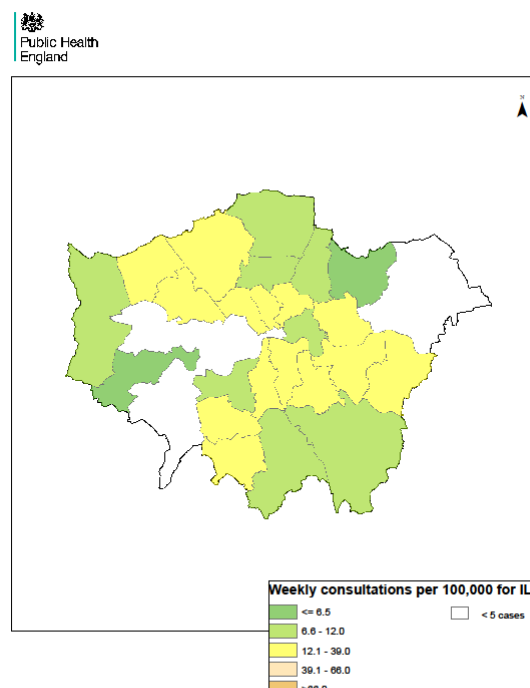 Public Health
England
N
Weekly consultations per 100,000 for IL
<= 6.5
< 5 cases
6.6 - 12.0
12.1 - 39.0
39.1 - 66.0